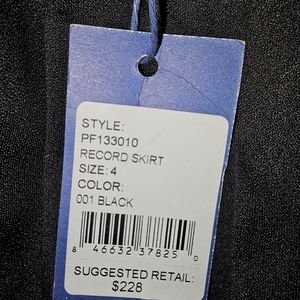 STYLE:
PF133010
RECORD SKIRT
SIZE: 4
COLOR:
001 BLACK
8 46632 37825 0
SUGGESTED RETAIL:
$228